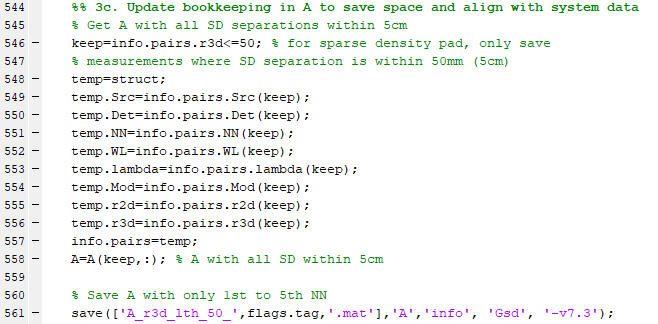 544 %% 3c. Update bookkeeping in A to save space and align with system data
545 % Get A with all SD separations within 5cm
546 – keep=info.pairs.r3d<=50; % for sparse density pad, only save
547 % measurements where SD separation is within 50mm (5cm)
548 – temp=struct;
549 – temp.Src=info.pairs.Src(keep);
550 – temp.Det=info.pairs.Det(keep);
551 – temp.NN=info.pairs.NN(keep);
552 – temp.WL=info.pairs.WL(keep);
553 – temp.lambda=info.pairs.lambda(keep);
554 – temp.Mod=info.pairs.Mod(keep);
555 – temp.r2d=info.pairs.r2d(keep);
556 – temp.r3d=info.pairs.r3d(keep);
557 – info.pairs=temp;
558 – A=A(keep,:); % A with all SD within 5cm
559
560 % Save A with only 1st to 5th NN
561 – save(['A_r3d_lth_50_',flags.tag,'.mat'],'A','info', 'Gsd', '-v7.3');